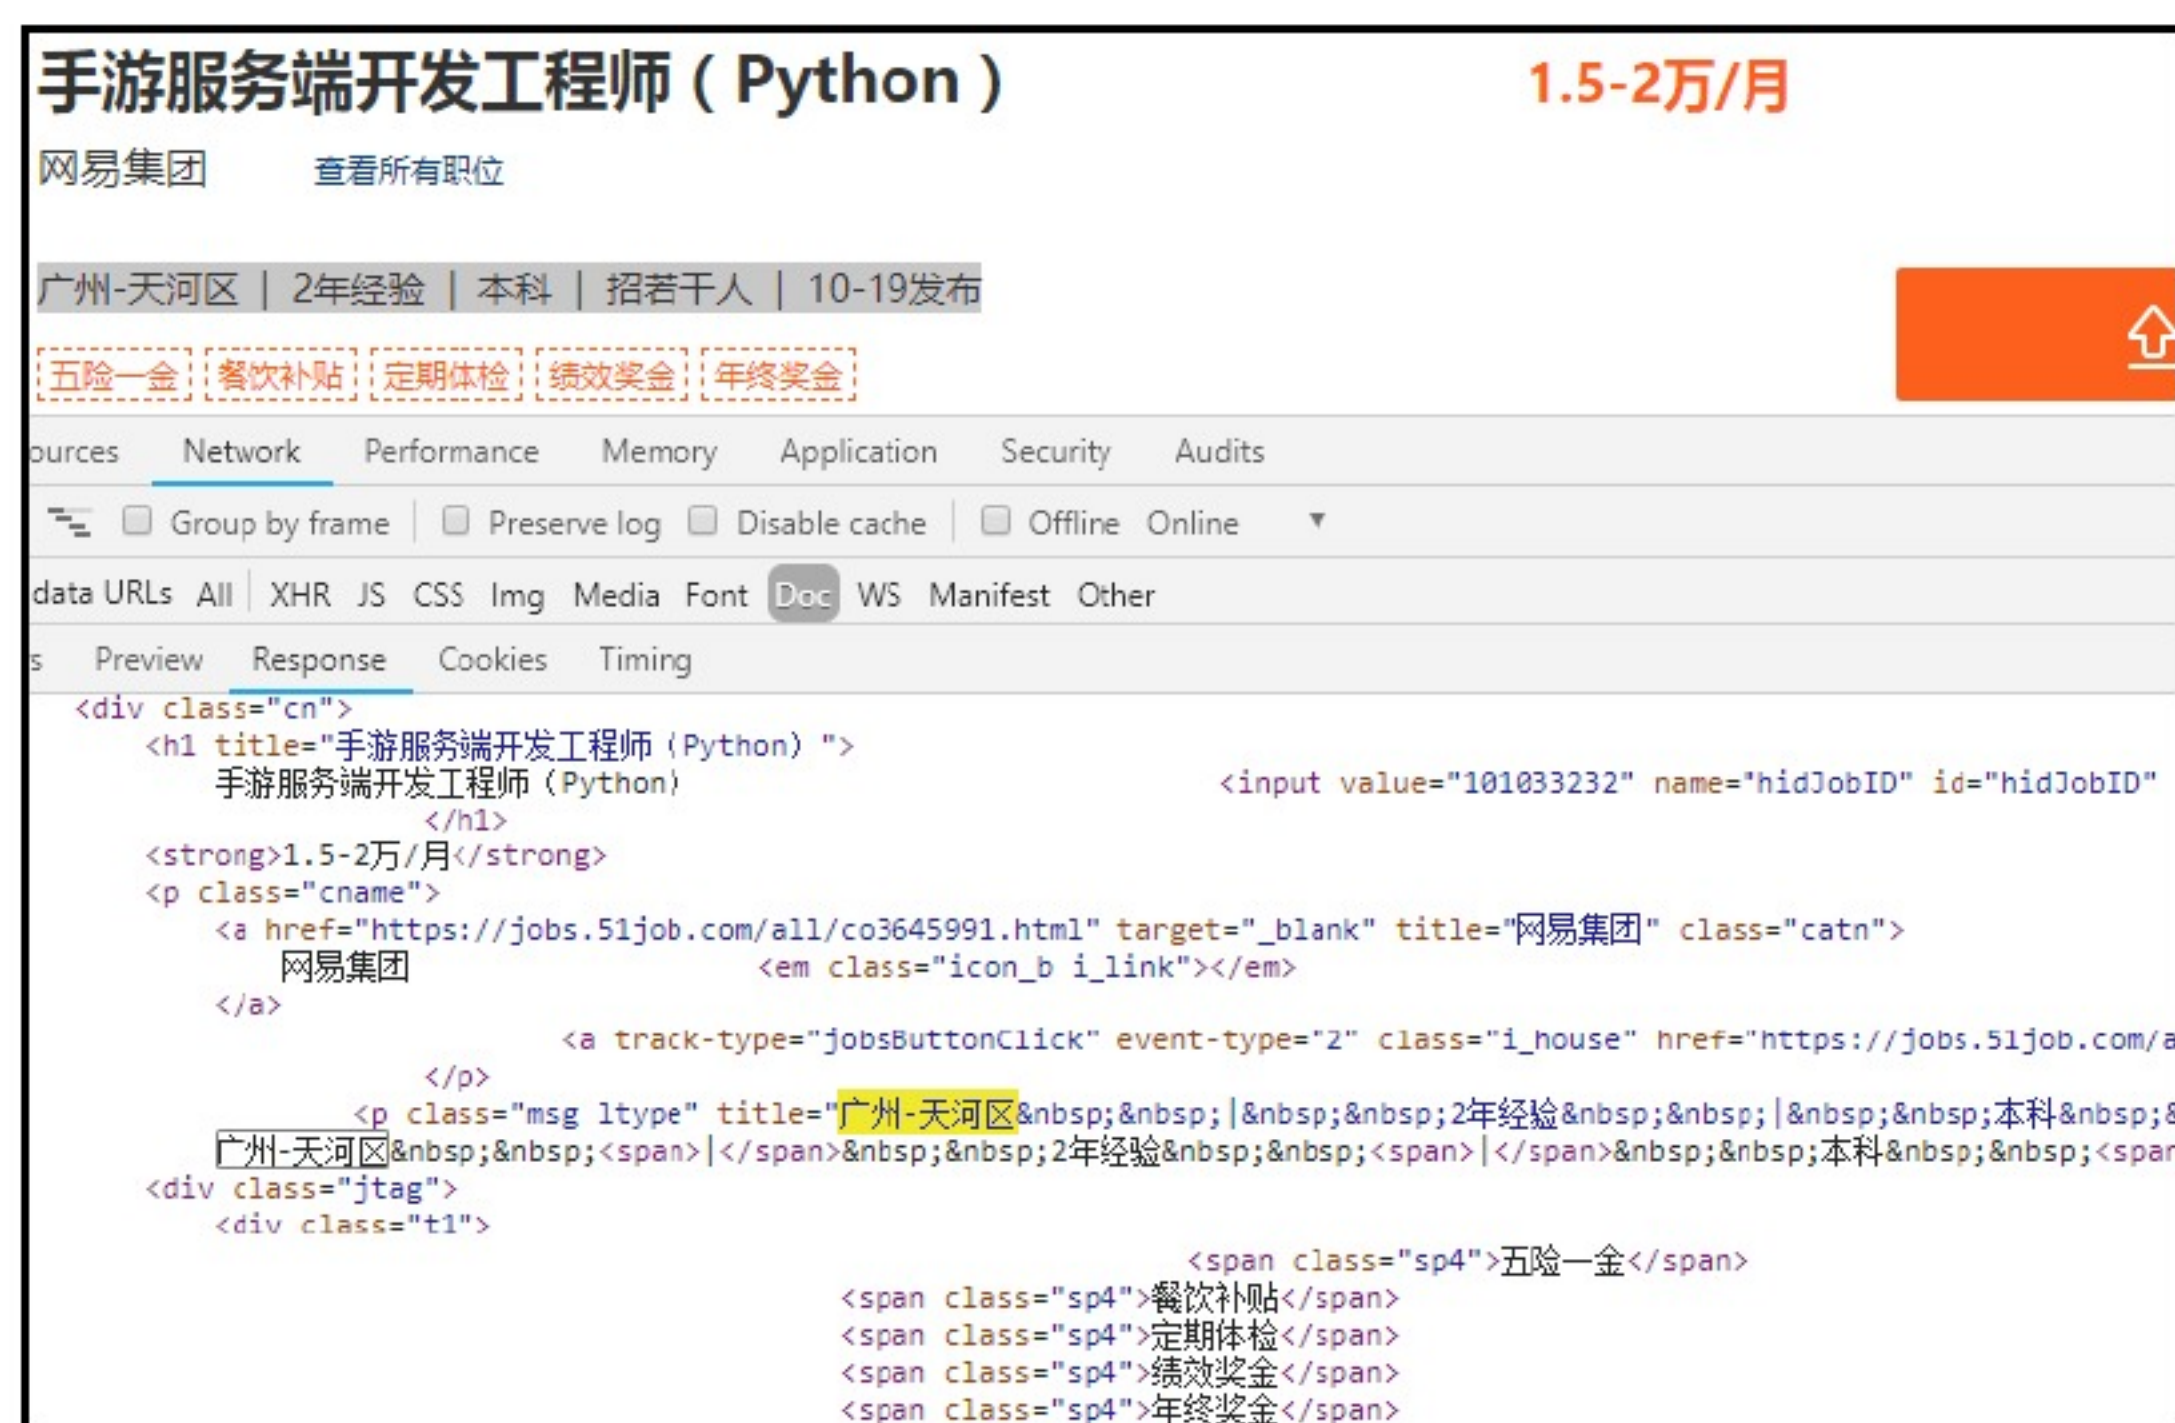 手游服务端开发工程师（Python） 1.5-2万/月
网易集团 查看所有职位
广州-天河区 | 2年经验 | 本科 | 招若干人 | 10-19发布
五险一金 餐饮补贴 定期体检 绩效奖金 年终奖金
ources Network Performance Memory Application Security Audits
Group by frame Preserve log Disable cache Offline Online ▼
data URLs All XHR JS CSS Img Media Font Doc WS Manifest Other
s Preview Response Cookies Timing
<div class="cn">
<h1 title="手游服务端开发工程师（Python）">
手游服务端开发工程师（Python） <input value="101033232" name="hidJobID" id="hidJobID"
</h1>
<strong>1.5-2万/月</strong>
<p class="cname">
<a href="https://jobs.51job.com/all/co3645991.html" target="_blank" title="网易集团" class="catn">
网易集团 <em class="icon_b i_link"></em>
</a>
<a track-type="jobsButtonClick" event-type="2" class="i_house" href="https://jobs.51job.com/a
</p>
<p class="msg ltype" title="广州-天河区&nbsp;&nbsp;|&nbsp;&nbsp;2年经验&nbsp;&nbsp;|&nbsp;&nbsp;本科&nbsp;&
广州-天河区&nbsp;&nbsp;<span>|</span>&nbsp;&nbsp;2年经验&nbsp;&nbsp;<span>|</span>&nbsp;&nbsp;本科&nbsp;&nbsp;<span
<div class="jtag">
<div class="t1">
<span class="sp4">五险一金</span>
<span class="sp4">餐饮补贴</span>
<span class="sp4">定期体检</span>
<span class="sp4">绩效奖金</span>
<span class="sp4">年终奖金</span>